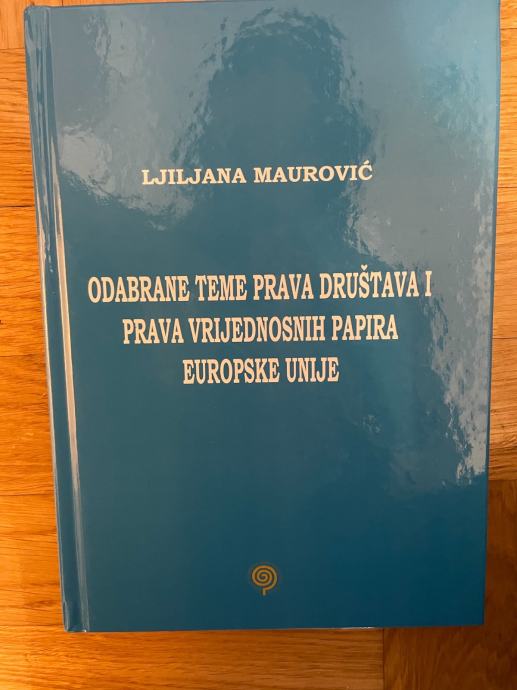 LJILJANA MAUROVIĆ
ODABRANE TEME PRAVA DRUŠTAVA I
PRAVA VRIJEDNOSNIH PAPIRA
EUROPSKE UNIJE